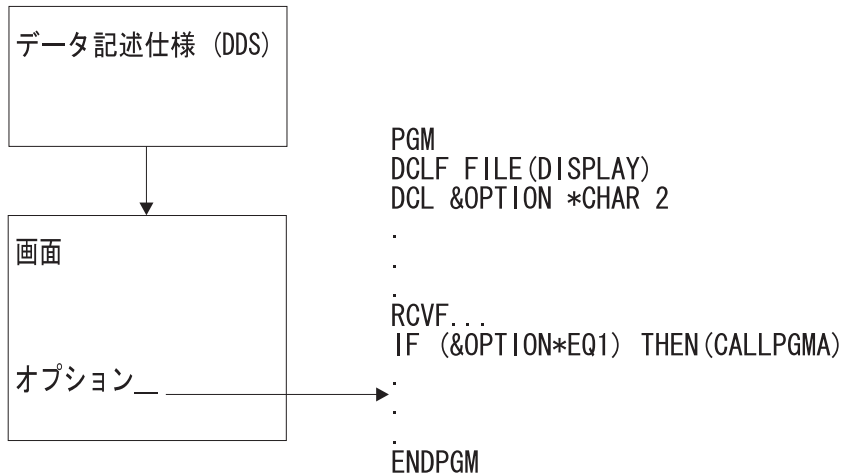 データ記述仕様 (DDS)
画面
オプション__
PGM
DCLF FILE(DISPLAY)
DCL &OPTION *CHAR 2
.
.
.
RCVF...
IF (&OPTION*EQ1) THEN(CALLPGMA)
.
.
.
ENDPGM